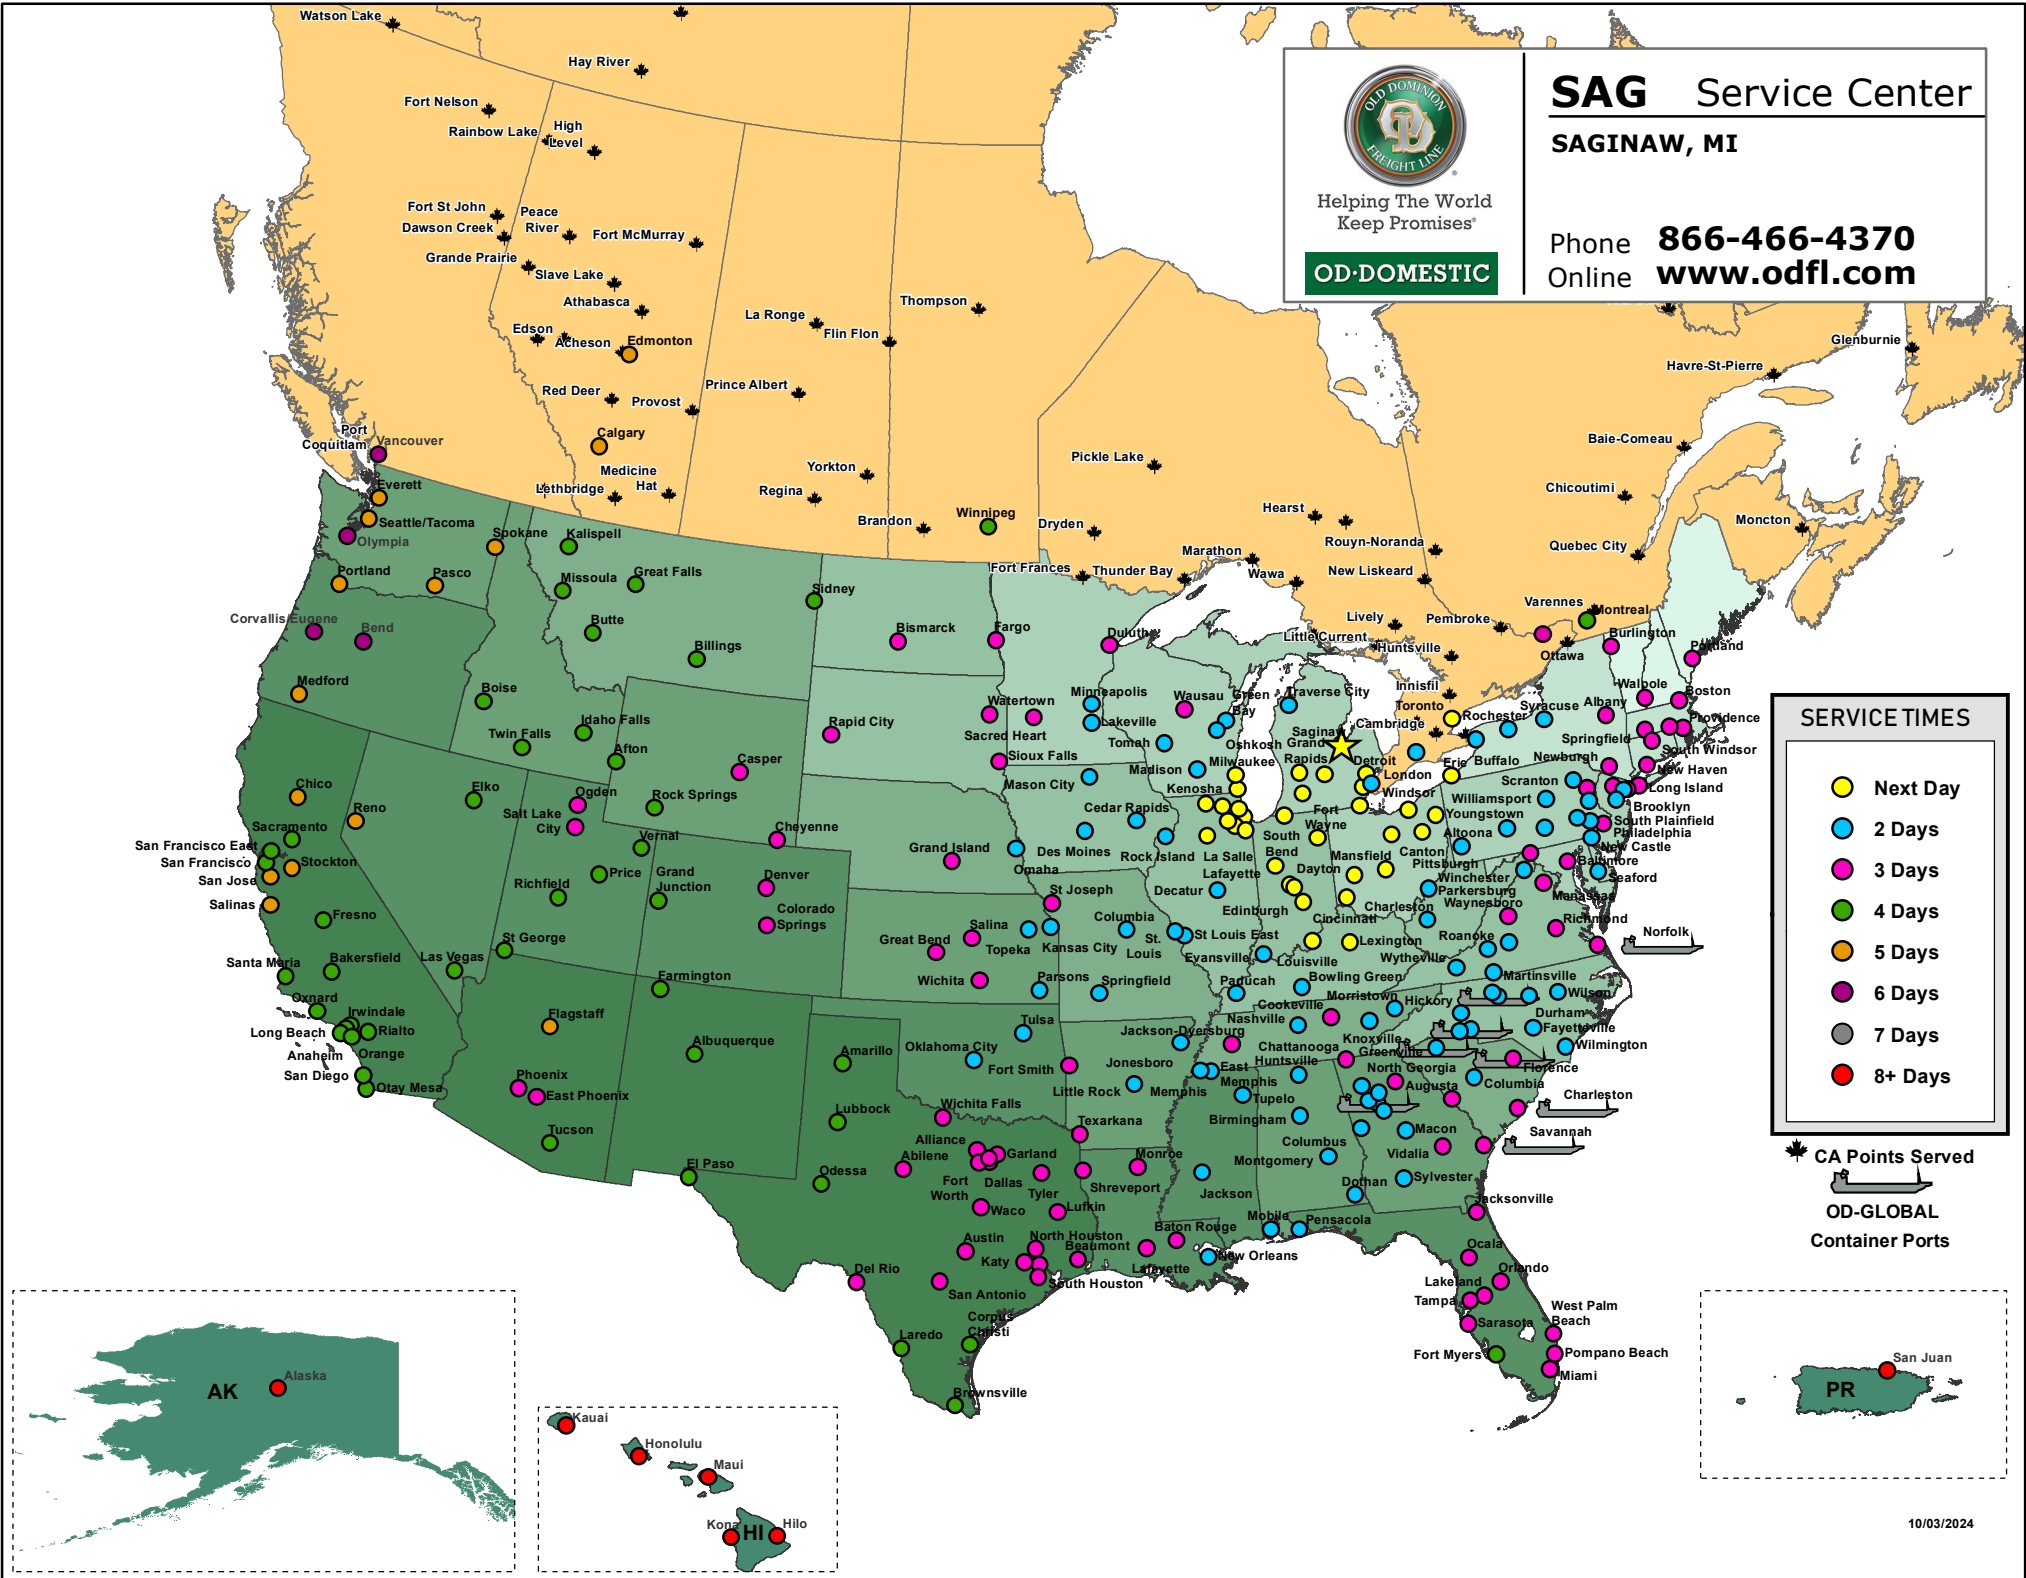 OLD DOMINION
FREIGHT LINE
Helping The World
Keep Promises®
OD·DOMESTIC
SAG Service Center
SAGINAW, MI
Phone 866-466-4370
Online www.odfl.com
Watson Lake
Hay River
Fort Nelson
Rainbow Lake
High
Level
Fort St John
Dawson Creek
Peace
River
Fort McMurray
Grande Prairie
Slave Lake
Athabasca
Edson
Acheson
Edmonton
La Ronge
Flin Flon
Thompson
Red Deer
Provost
Prince Albert
Calgary
Medicine
Hat
Lethbridge
Yorkton
Regina
Brandon
Winnipeg
Dryden
Pickle Lake
Port
Coquitlam
Vancouver
Fort Frances
Thunder Bay
Marathon
Wawa
Hearst
Rouyn-Noranda
New Liskeard
Lively
Little Current
Huntsville
Pembroke
Innisfil
Toronto
Cambridge
Varennes
Montreal
Ottawa
Quebec City
Chicoutimi
Baie-Comeau
Havre-St-Pierre
Glenburnie
Moncton
London
Windsor
Everett
Seattle/Tacoma
Olympia
Spokane
Portland
Pasco
Corvallis/Eugene
Bend
Medford
Kalispell
Missoula
Great Falls
Butte
Billings
Sidney
Boise
Twin Falls
Idaho Falls
Afton
Casper
Rock Springs
Cheyenne
Chico
Reno
Elko
Ogden
Salt Lake
City
Vernal
Price
Richfield
St George
Sacramento
San Francisco East
San Francisco
Stockton
San Jose
Salinas
Fresno
Bakersfield
Santa Maria
Oxnard
Irwindale
Long Beach
Rialto
Anaheim
Orange
San Diego
Otay Mesa
Las Vegas
Flagstaff
Phoenix
East Phoenix
Tucson
Grand
Junction
Denver
Colorado
Springs
Farmington
Albuquerque
El Paso
Bismarck
Fargo
Rapid City
Watertown
Sacred Heart
Sioux Falls
Duluth
Minneapolis
Lakeville
Grand Island
Omaha
Mason City
Cedar Rapids
Des Moines
Rock Island
Wausau
Green
Bay
Oshkosh
Tomah
Madison
Milwaukee
Kenosha
Traverse City
Saginaw
Grand
Rapids
Detroit
Fort
Wayne
South
Bend
La Salle
Lafayette
Decatur
Edinburgh
Evansville
St Joseph
Columbia
St.
Louis
St Louis East
Kansas City
Topeka
Salina
Great Bend
Wichita
Parsons
Springfield
Tulsa
Oklahoma City
Fort Smith
Little Rock
Jonesboro
Texarkana
Amarillo
Lubbock
Wichita Falls
Alliance
Abilene
Garland
Fort
Worth
Dallas
Tyler
Odessa
Waco
Lufkin
Austin
North Houston
Katy
Beaumont
South Houston
San Antonio
Del Rio
Corpus
Christi
Laredo
Brownsville
Shreveport
Monroe
Baton Rouge
Lafayette
New Orleans
Jackson
Mobile
Pensacola
Memphis
East
Memphis
Tupelo
Jackson-Dyersburg
Nashville
Cookeville
Morristown
Knoxville
Chattanooga
Huntsville
Birmingham
Montgomery
Dothan
Columbus
North Georgia
Augusta
Macon
Vidalia
Sylvester
Savannah
Charleston
Columbia
Florence
Greenville
Hickory
Durham
Fayetteville
Wilmington
Wilson
Martinsville
Paducah
Bowling Green
Louisville
Lexington
Cincinnati
Dayton
Mansfield
Canton
Youngstown
Erie
Pittsburgh
Altoona
Williamsport
Scranton
Parkersburg
Charleston
Winchester
Waynesboro
Roanoke
Wytheville
Richmond
Norfolk
Manassas
Baltimore
Seaford
New Castle
Philadelphia
South Plainfield
Brooklyn
Long Island
New Haven
South Windsor
Springfield
Newburgh
Buffalo
Rochester
Syracuse
Albany
Burlington
Portland
Walpole
Boston
Providence
Jacksonville
Ocala
Orlando
Lakeland
Tampa
Sarasota
West Palm
Beach
Fort Myers
Pompano Beach
Miami
SERVICE TIMES
Next Day
2 Days
3 Days
4 Days
5 Days
6 Days
7 Days
8+ Days
CA Points Served
OD-GLOBAL
Container Ports
AK
Alaska
Kauai
Honolulu
Maui
Kona
HI
Hilo
San Juan
PR
10/03/2024